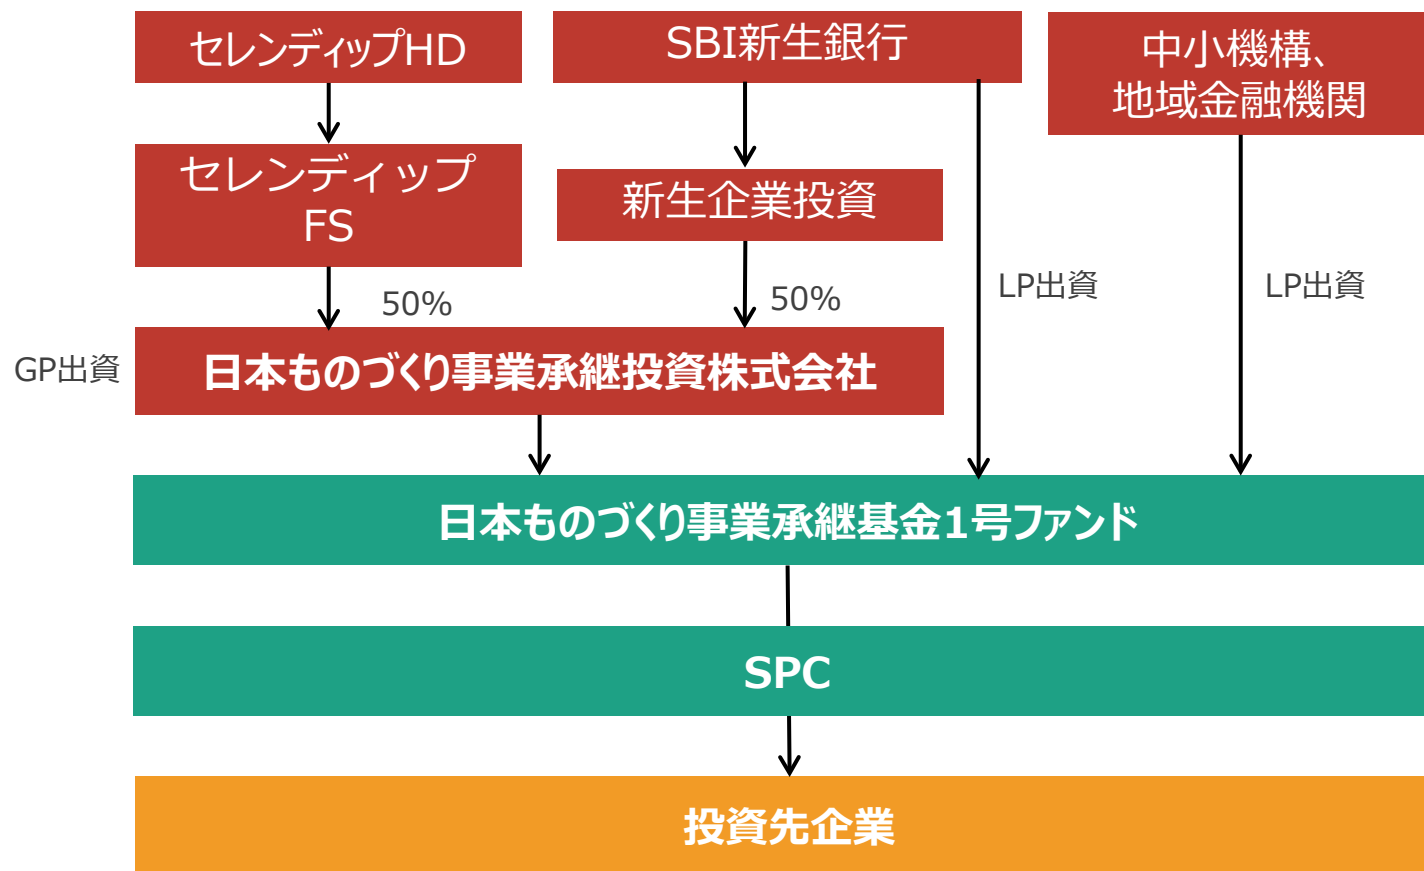 セレンディップHD
SBI新生銀行
中小機構、
地域金融機関
セレンディップ
FS
新生企業投資
50%
50%
LP出資
LP出資
GP出資
日本ものづくり事業承継投資株式会社
日本ものづくり事業承継基金1号ファンド
SPC
投資先企業